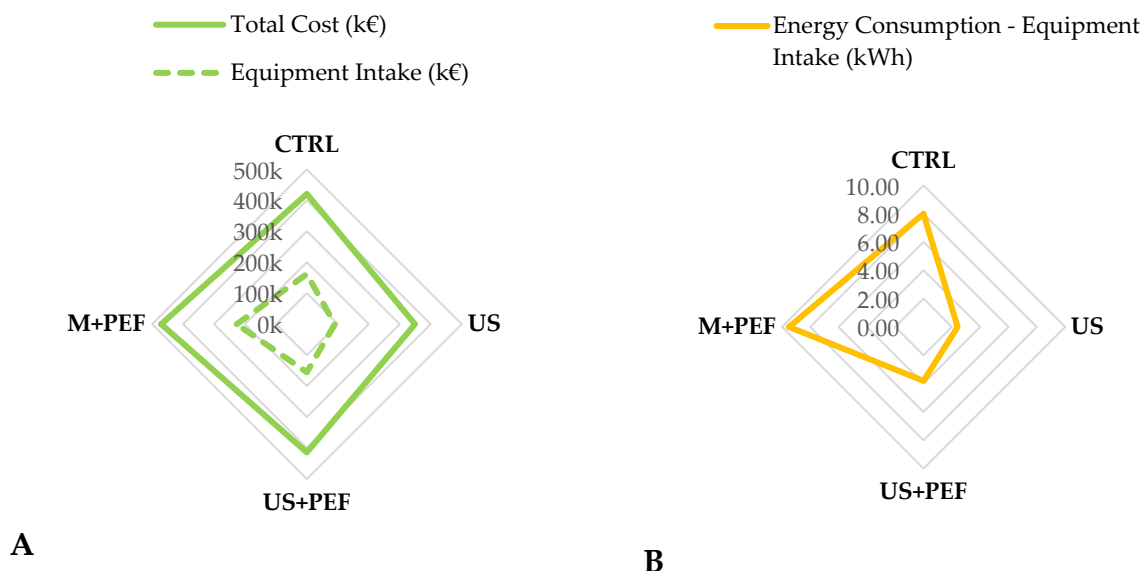 Total Cost (k€)
Equipment Intake (k€)
CTRL
500k
400k
300k
200k
100k
0k
M+PEF
US
US+PEF
A
Energy Consumption - Equipment
Intake (kWh)
CTRL
10.00
8.00
6.00
4.00
2.00
0.00
M+PEF
US
US+PEF
B